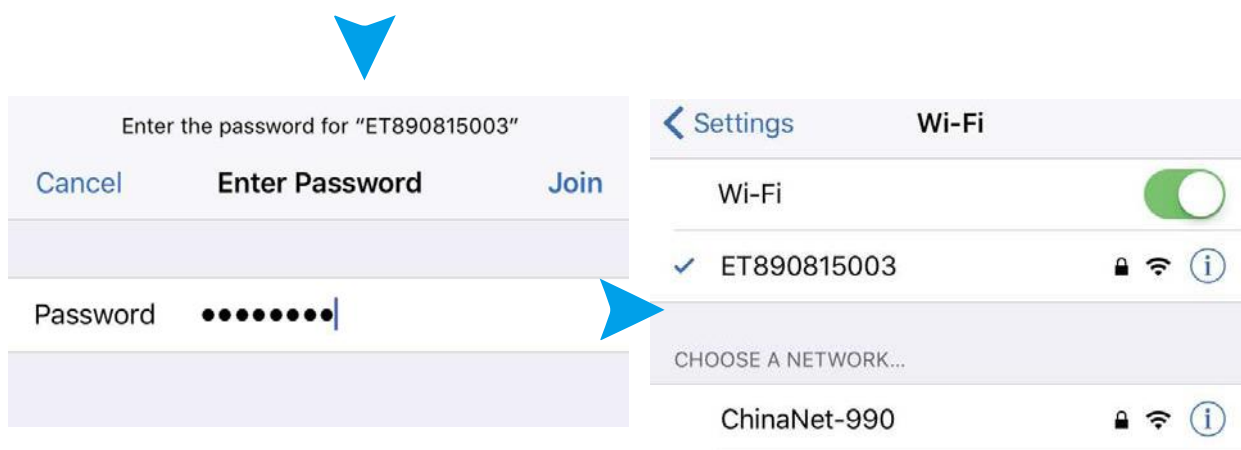 Enter the password for “ET890815003”
Cancel Enter Password Join
Password ●●●●●●●●
Settings Wi-Fi
Wi-Fi
ET890815003
CHOOSE A NETWORK...
ChinaNet-990